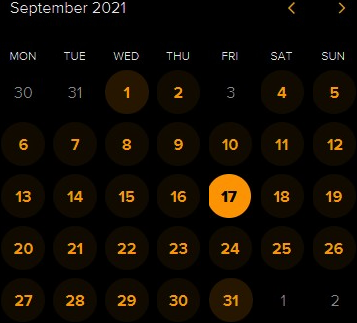 September 2021
MON TUE WED THU FRI SAT SUN
30 31 1 2 3 4 5
6 7 8 9 10 11 12
13 14 15 16 17 18 19
20 21 22 23 24 25 26
27 28 29 30 31 1 2